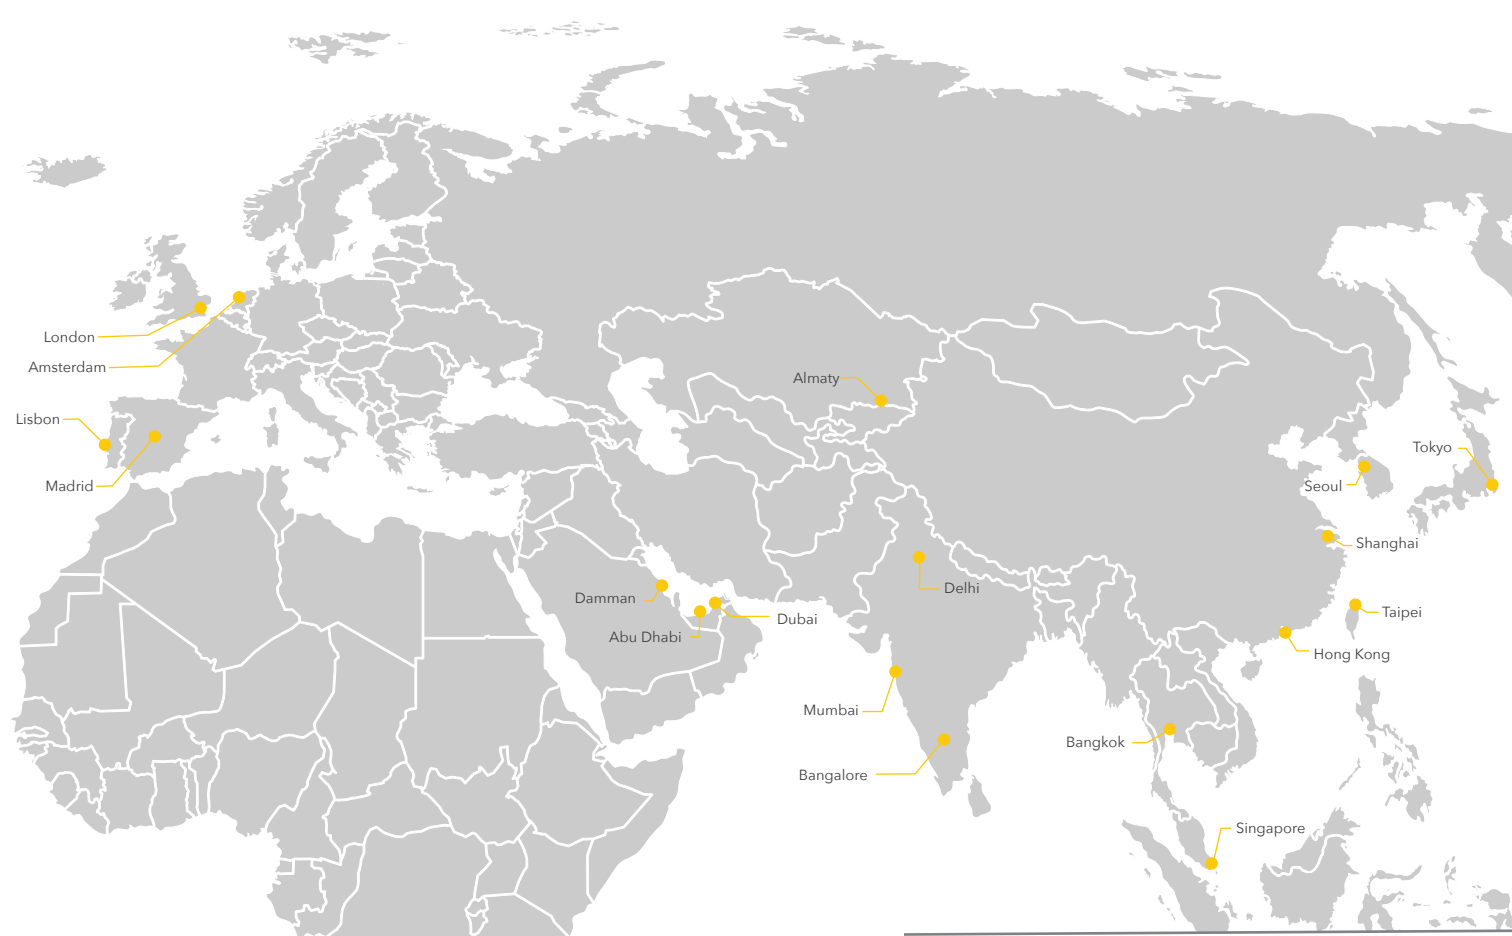 London
Amsterdam
Almaty
Lisbon
Tokyo
Madrid
Seoul
Shanghai
Delhi
Damman
Taipei
Dubai
Abu Dhabi
Hong Kong
Mumbai
Bangkok
Bangalore
Singapore